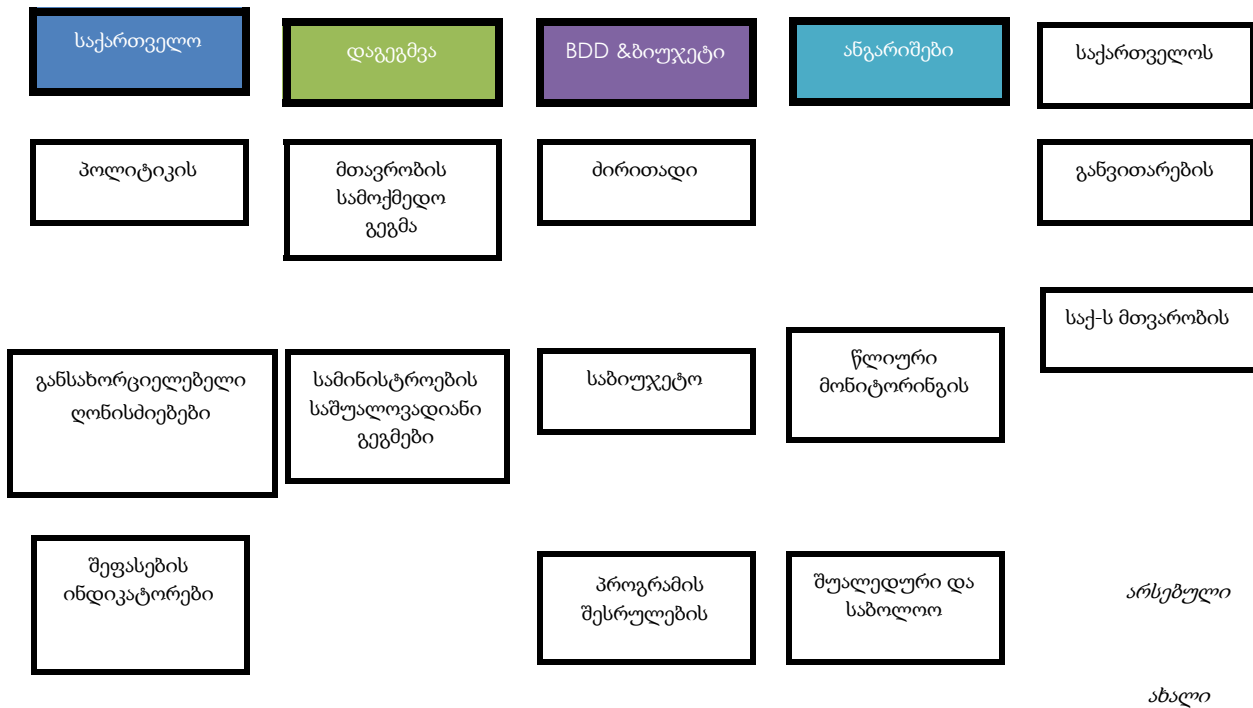 საქართველო
დაგეგმვა
BDD &ბიუჯეტი
ანგარიშები
საქართველოს
პოლიტიკის
მთავრობის
სამოქმედო
გეგმა
ძირითადი
განვითარების
საქ-ს მთვარობის
განსახორციელებელი
ღონისძიებები
სამინისტროების
საშუალოვადიანი
გეგმები
საბიუჯეტო
წლიური
მონიტორინგის
შეფასების
ინდიკატორები
პროგრამის
შესრულების
შუალედური და
საბოლოო
არსებული
ახალი